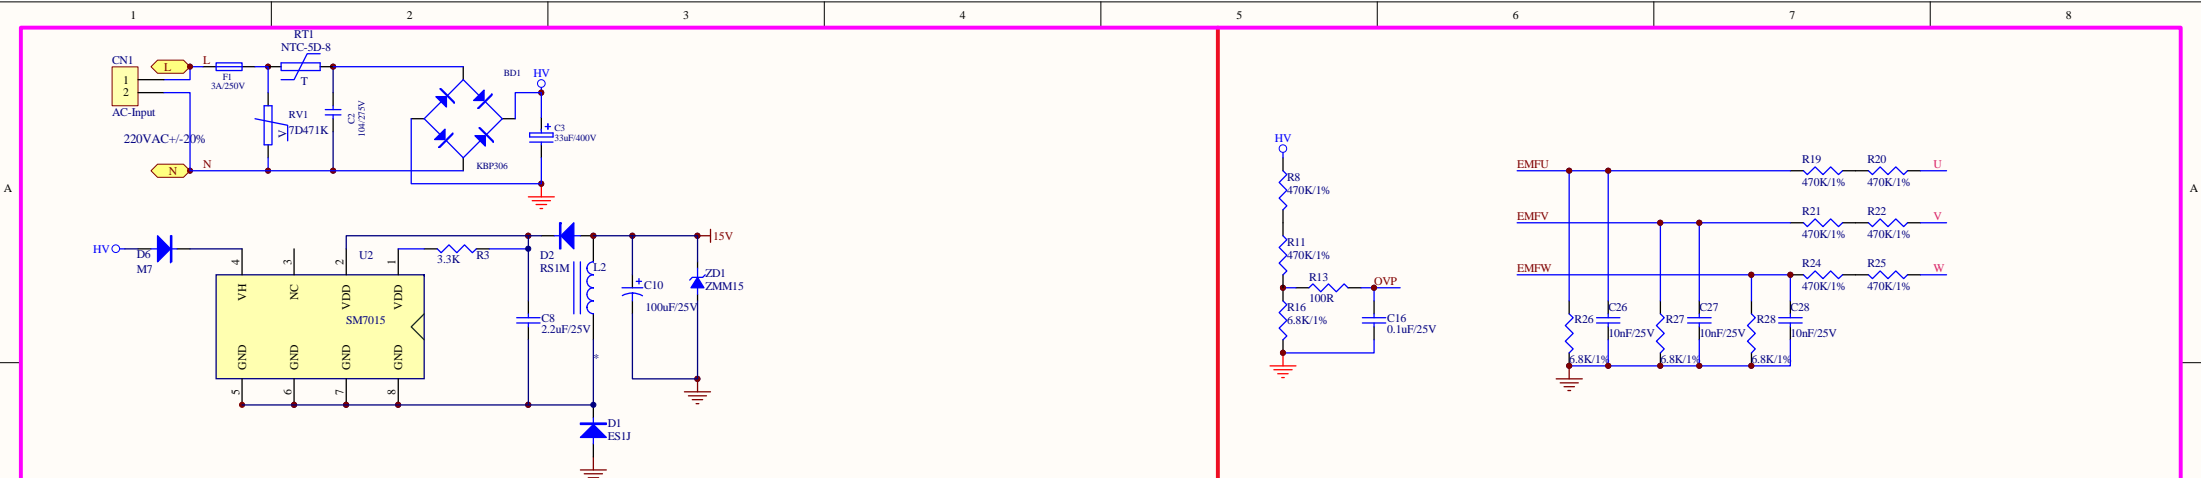 1 2 3 4 5 6 7 8
A A
RT1
NTC-5D-8
T
CN1
1
2
AC-Input
220VAC+/-20%
L
L
N
N
F1
3A/250V
RV1
7D471K
V
C2
104/275V
BD1
KBP306
HV
+ C3
33uF/400V
HV
D6
M7
4 3 2 1
U2
VH NC VDD VDD
SM7015
GND GND GND GND
5 6 7 8
3.3K R3
D2
RS1M
L2
*
C8
2.2uF/25V
+ C10
100uF/25V
15V
ZD1
ZMM15
D1
ES1J
HV
R8
470K/1%
R11
470K/1%
R13
100R
OVP
R16
6.8K/1%
C16
0.1uF/25V
EMFU R19 R20 U
470K/1% 470K/1%
EMFV R21 R22 V
470K/1% 470K/1%
EMFW R24 R25 W
470K/1% 470K/1%
R26 C26 R27 C27 R28 C28
10nF/25V 10nF/25V 10nF/25V
6.8K/1% 6.8K/1% 6.8K/1%